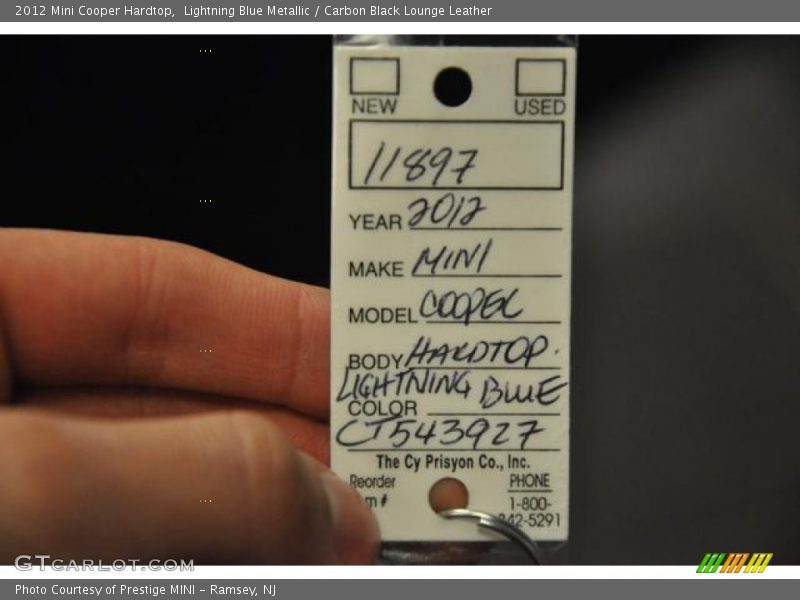 2012 Mini Cooper Hardtop, Lightning Blue Metallic / Carbon Black Lounge Leather
NEW USED
11897
YEAR 2012
MAKE MINI
MODEL COOPER
BODY HARDTOP.
LIGHTNING BLUE
COLOR
CT543927
The Cy Prisyon Co., Inc.
Reorder PHONE
m # 1-800-
842-5291
GTCARLOT.COM
Photo Courtesy of Prestige MINI - Ramsey, NJ